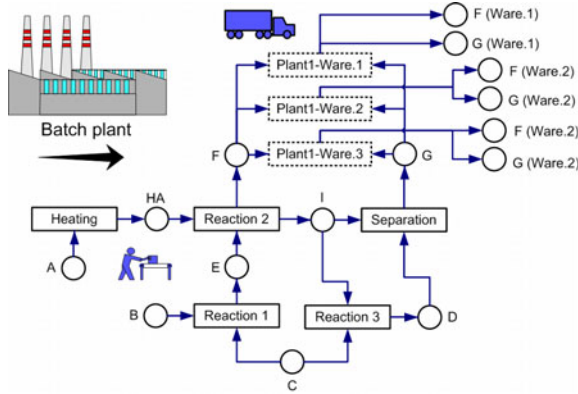 F (Ware.1)
G (Ware.1)
Plant1-Ware.1
F (Ware.2)
Plant1-Ware.2
G (Ware.2)
Batch plant
F (Ware.2)
F
Plant1-Ware.3
G
G (Ware.2)
HA
I
Heating
Reaction 2
Separation
A
E
B
Reaction 1
Reaction 3
D
C